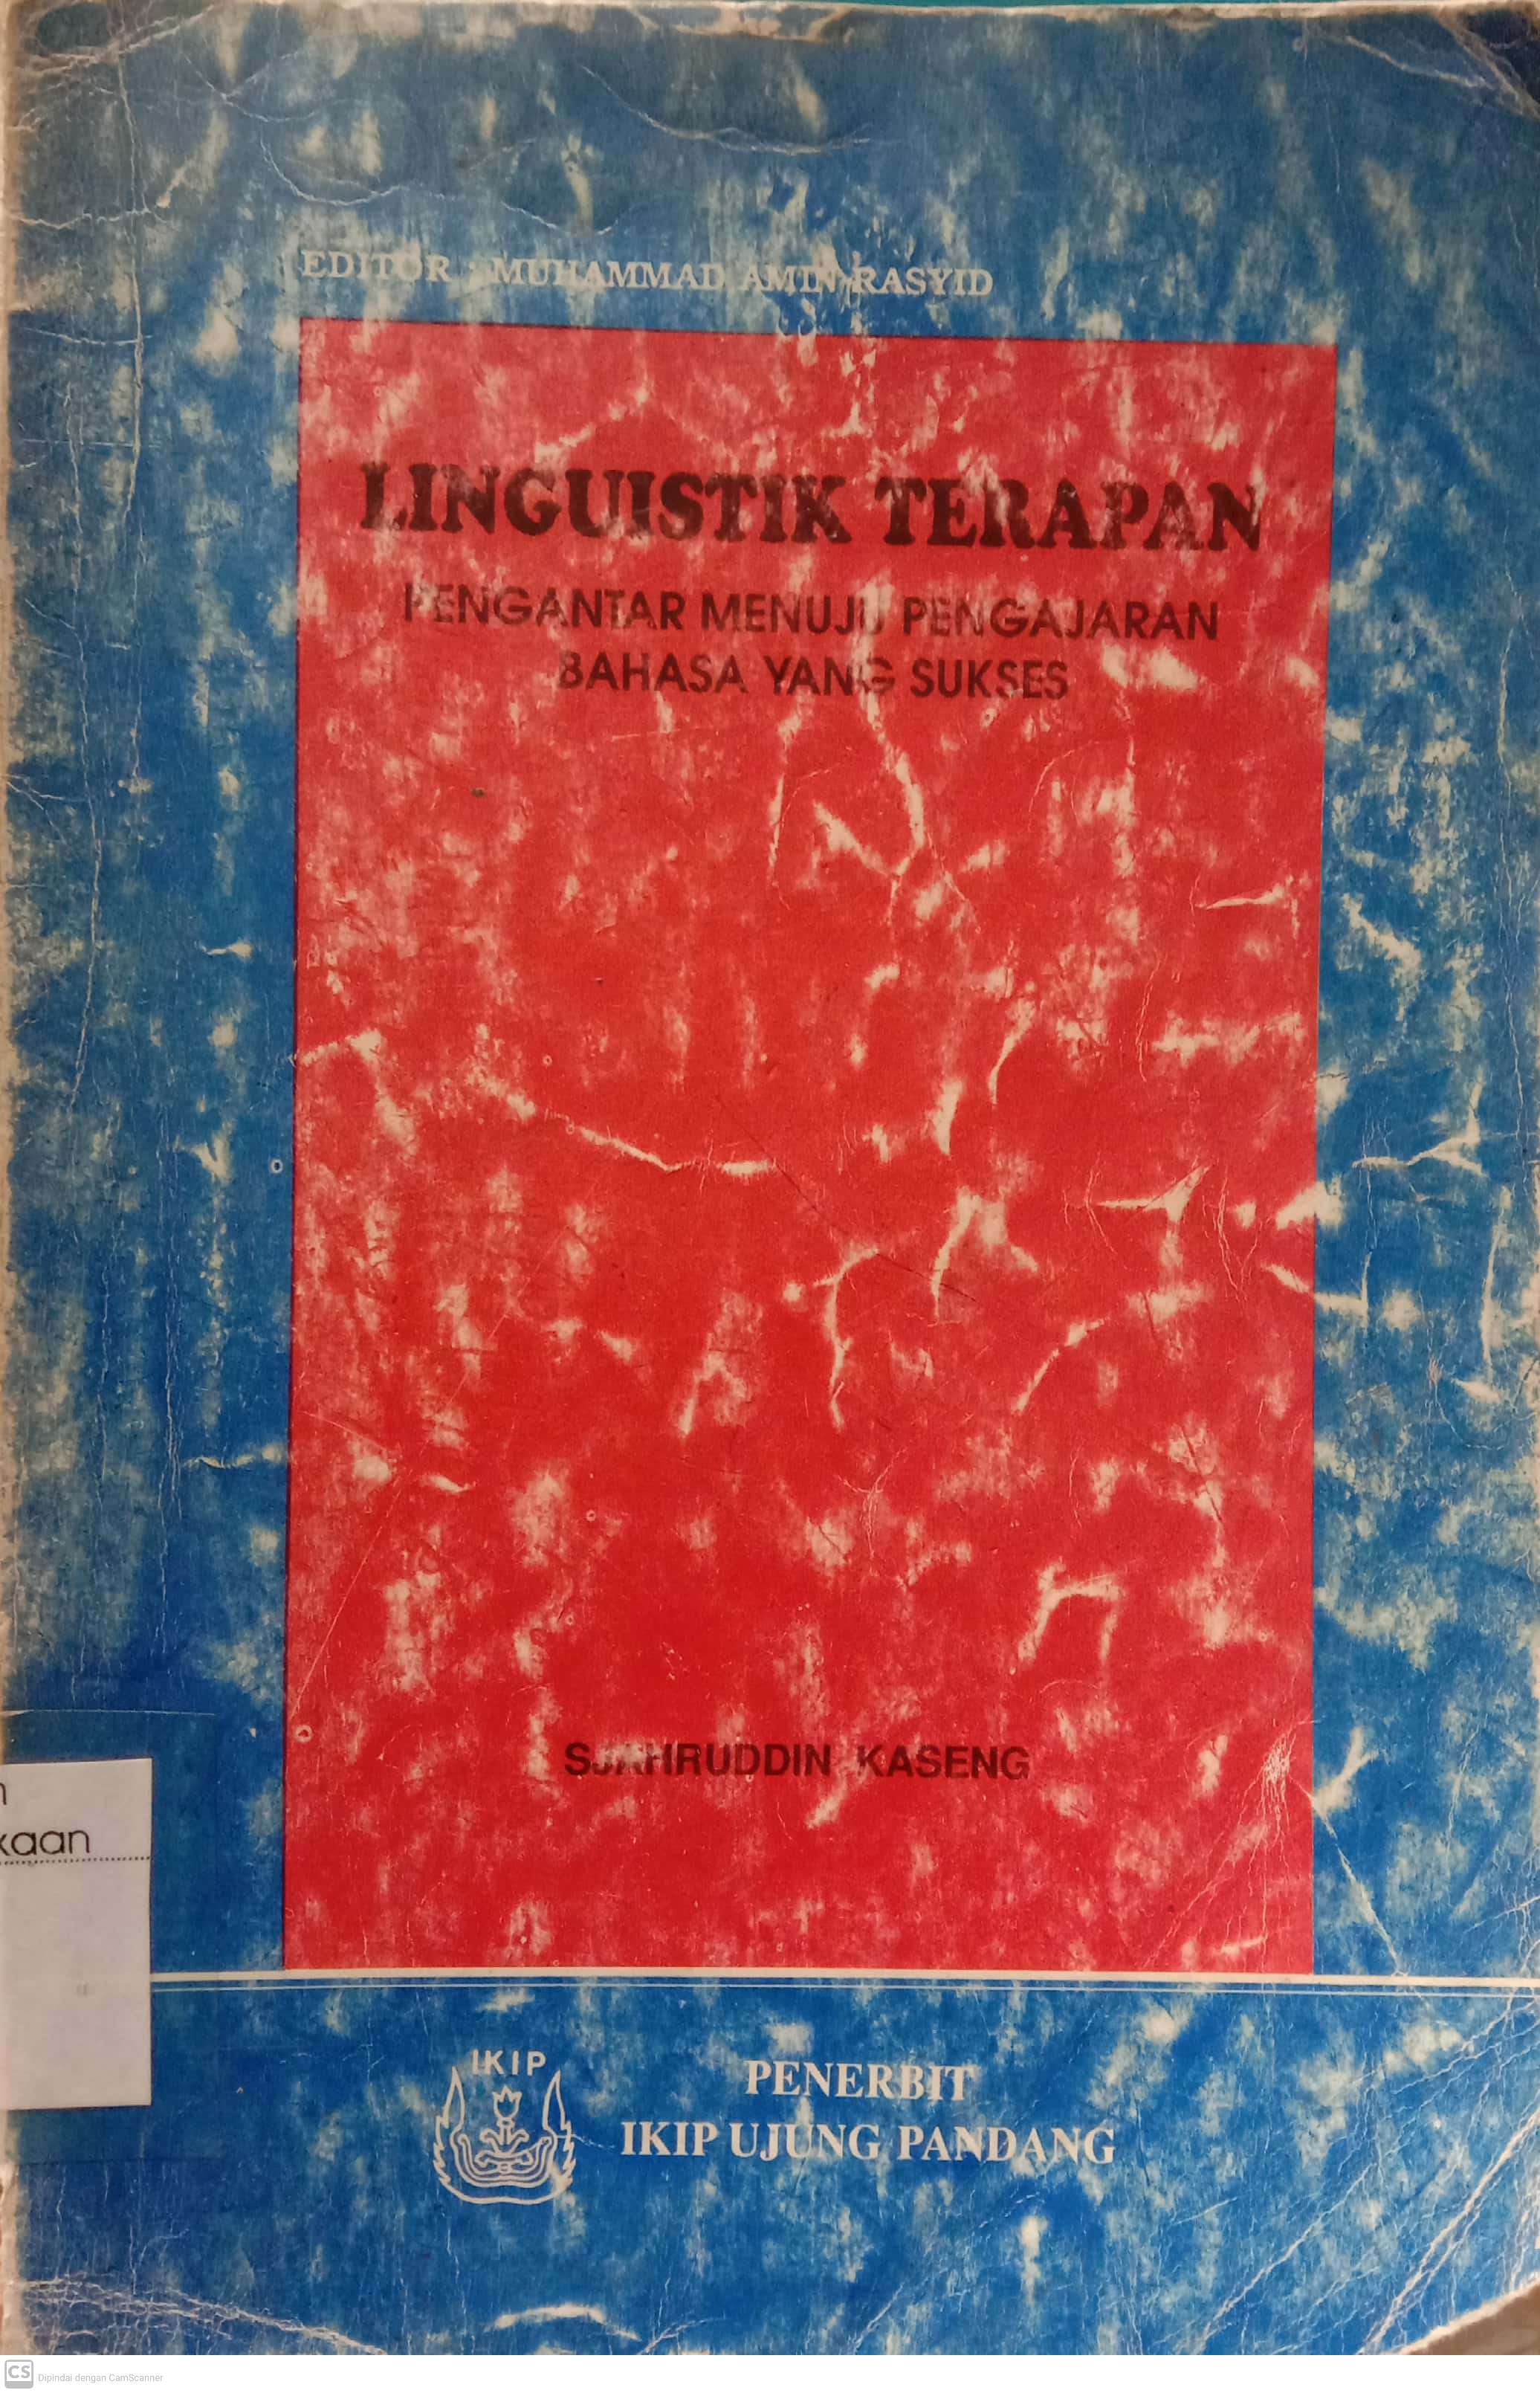 EDITOR : MUHAMMAD AMIN RASYID
LINGUISTIK TERAPAN
PENGANTAR MENUJU PENGAJARAN
BAHASA YANG SUKSES
SJAHRUDDIN KASENG
n
kaan
IKIP
PENERBIT
IKIP UJUNG PANDANG
CS Dipindai dengan CamScanner